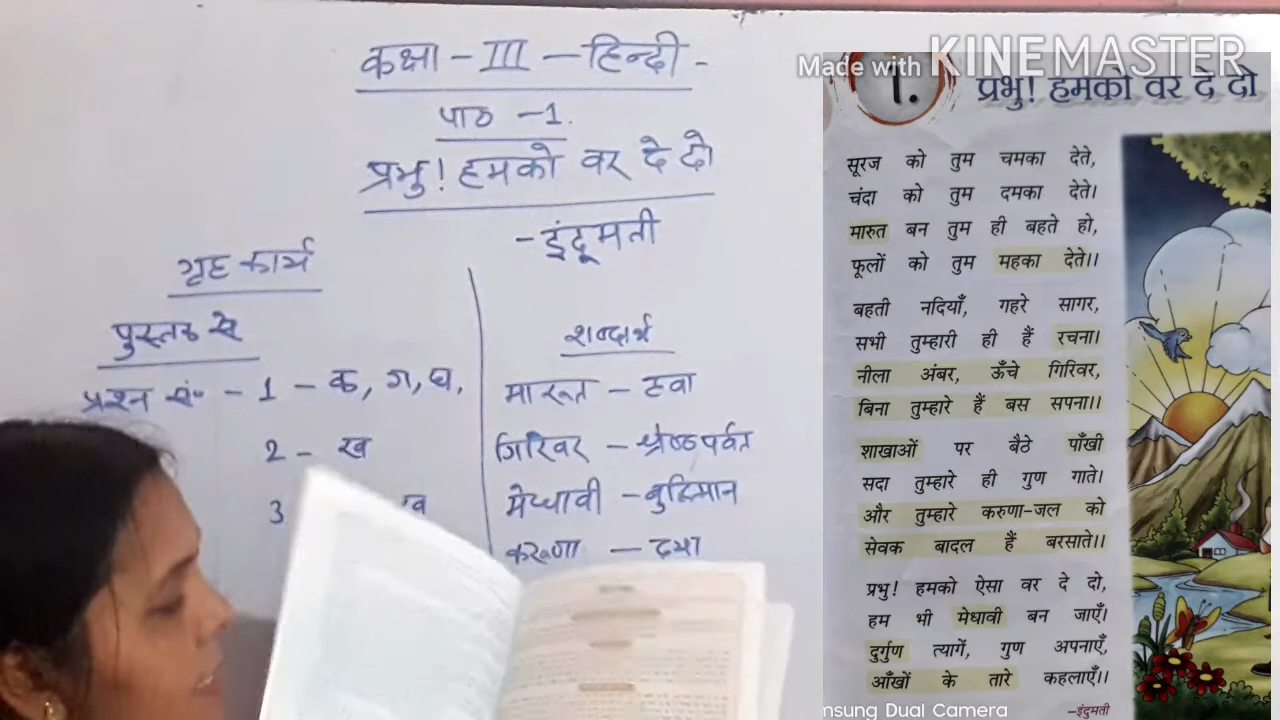 कक्षा - III - हिन्दी -
पाठ - 1.
प्रभु! हमको वर दे दो
- इंदूमती
गृह कार्य
पुस्तक से
प्रश्न सं० - 1 - क, ग, घ,
2 - ख
3
शब्दार्थ
मारूत - हवा
गिरिवर - श्रेष्ठ पर्वत
मेधावी - बुद्धिमान
करूणा - दया
Made with KINEMASTER
1.
प्रभु! हमको वर दे दो
सूरज को तुम चमका देते,
चंदा को तुम दमका देते।
मारुत बन तुम ही बहते हो,
फूलों को तुम महका देते।।
बहती नदियाँ, गहरे सागर,
सभी तुम्हारी ही हैं रचना।
नीला अंबर, ऊँचे गिरिवर,
बिना तुम्हारे हैं बस सपना।।
शाखाओं पर बैठे पाँखी
सदा तुम्हारे ही गुण गाते।
और तुम्हारे करुणा-जल को
सेवक बादल हैं बरसाते।।
प्रभु! हमको ऐसा वर दे दो,
हम भी मेधावी बन जाएँ।
दुर्गुण त्यागें, गुण अपनाएँ,
आँखों के तारे कहलाएँ।।
-इंदुमती
msung Dual Camera